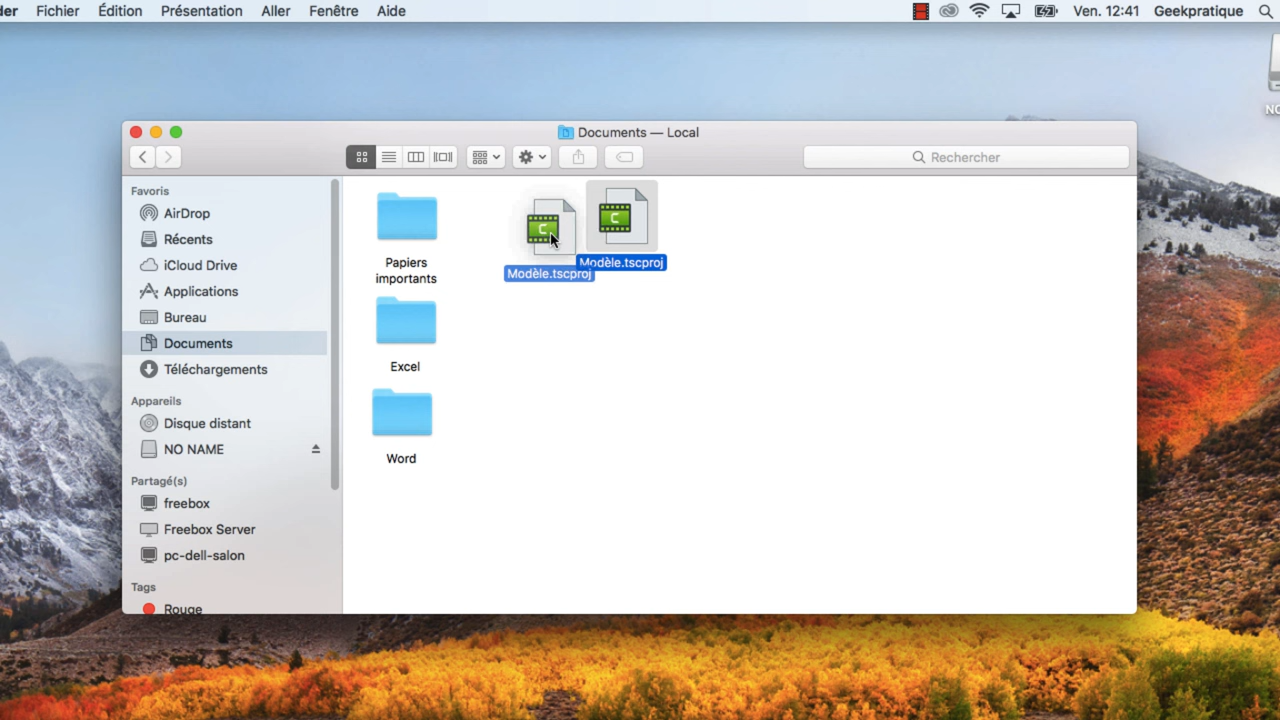 der Fichier Édition Présentation Aller Fenêtre Aide Ven. 12:41 Geekpratique
Documents — Local
Rechercher
Favoris
AirDrop
Récents
iCloud Drive
Applications
Bureau
Documents
Téléchargements
Appareils
Disque distant
NO NAME
Partagé(s)
freebox
Freebox Server
pc-dell-salon
Tags
Rouge
Papiers
importants
Excel
Word
C
Modèle.tscproj
C
Modèle.tscproj
NO